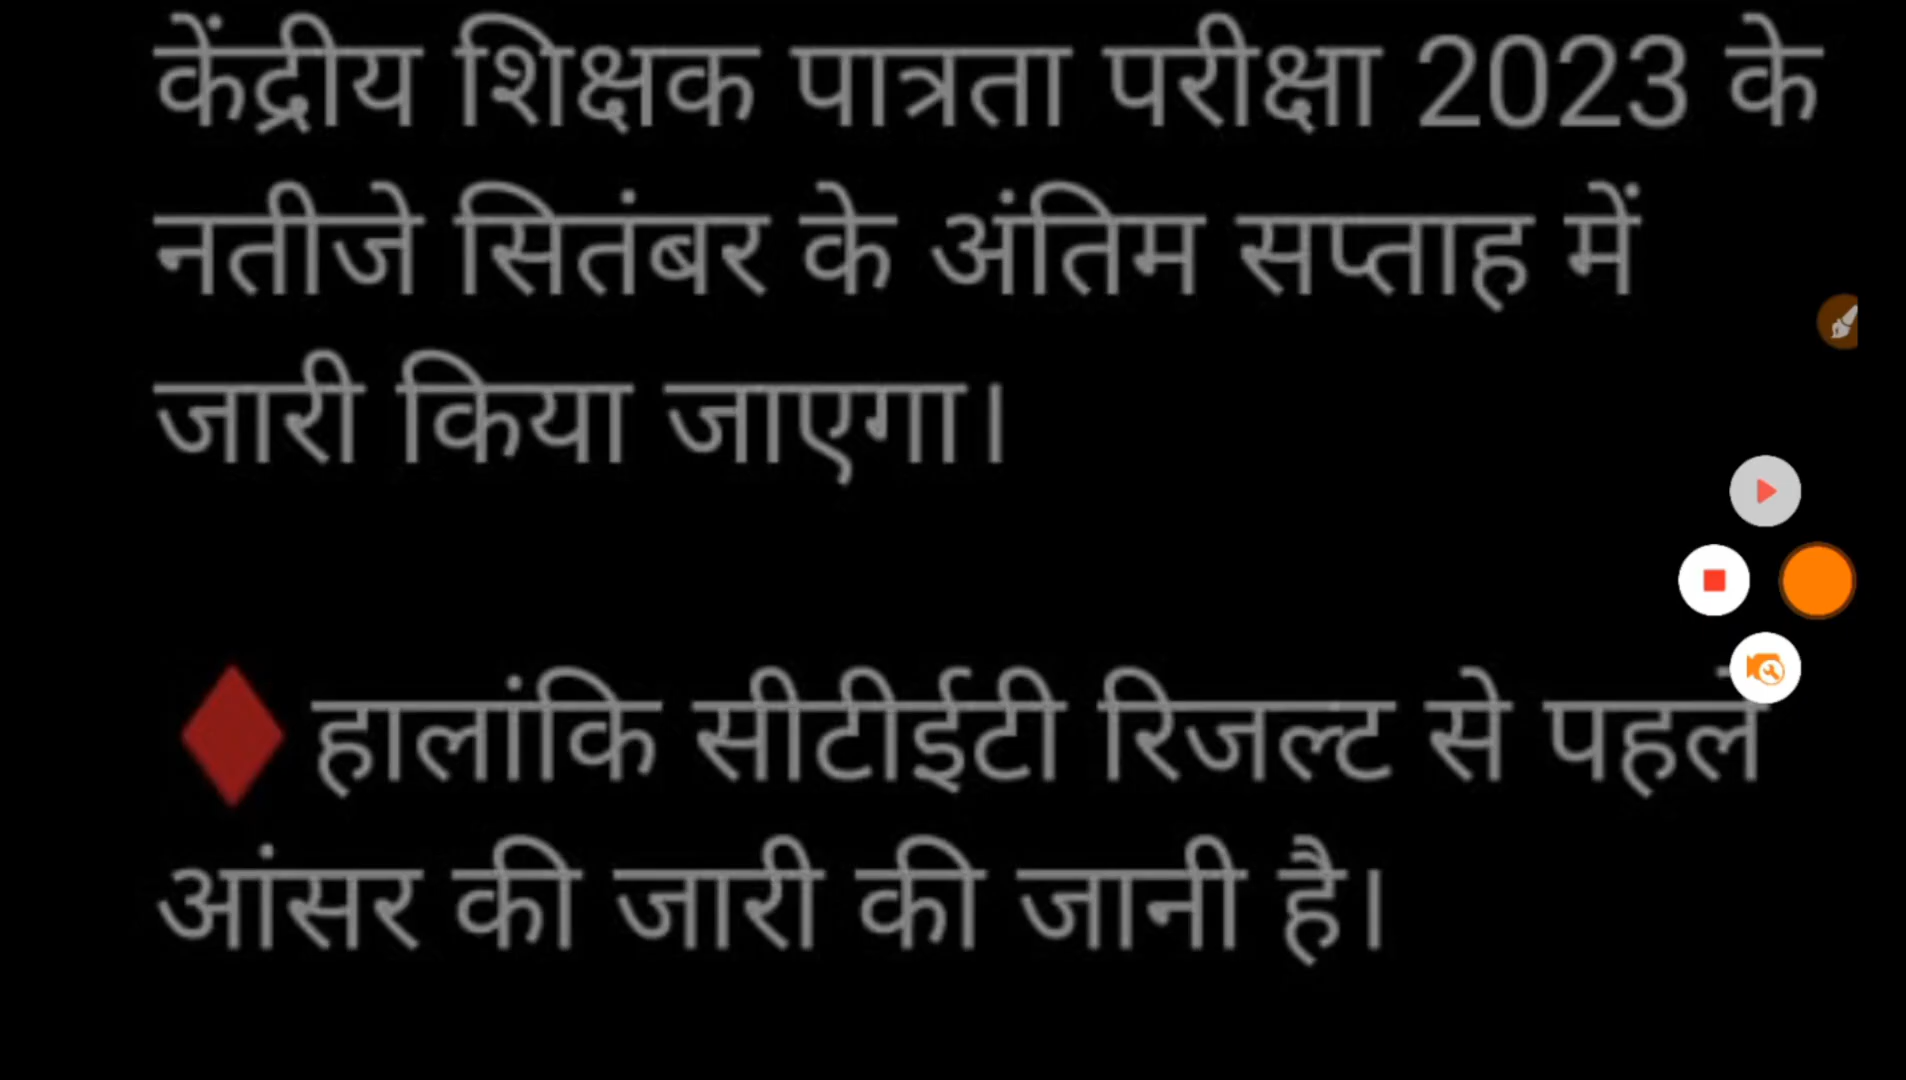 केंद्रीय शिक्षक पात्रता परीक्षा 2023 के
नतीजे सितंबर के अंतिम सप्ताह में
जारी किया जाएगा।
हालांकि सीटीईटी रिजल्ट से पहले
आंसर की जारी की जानी है।